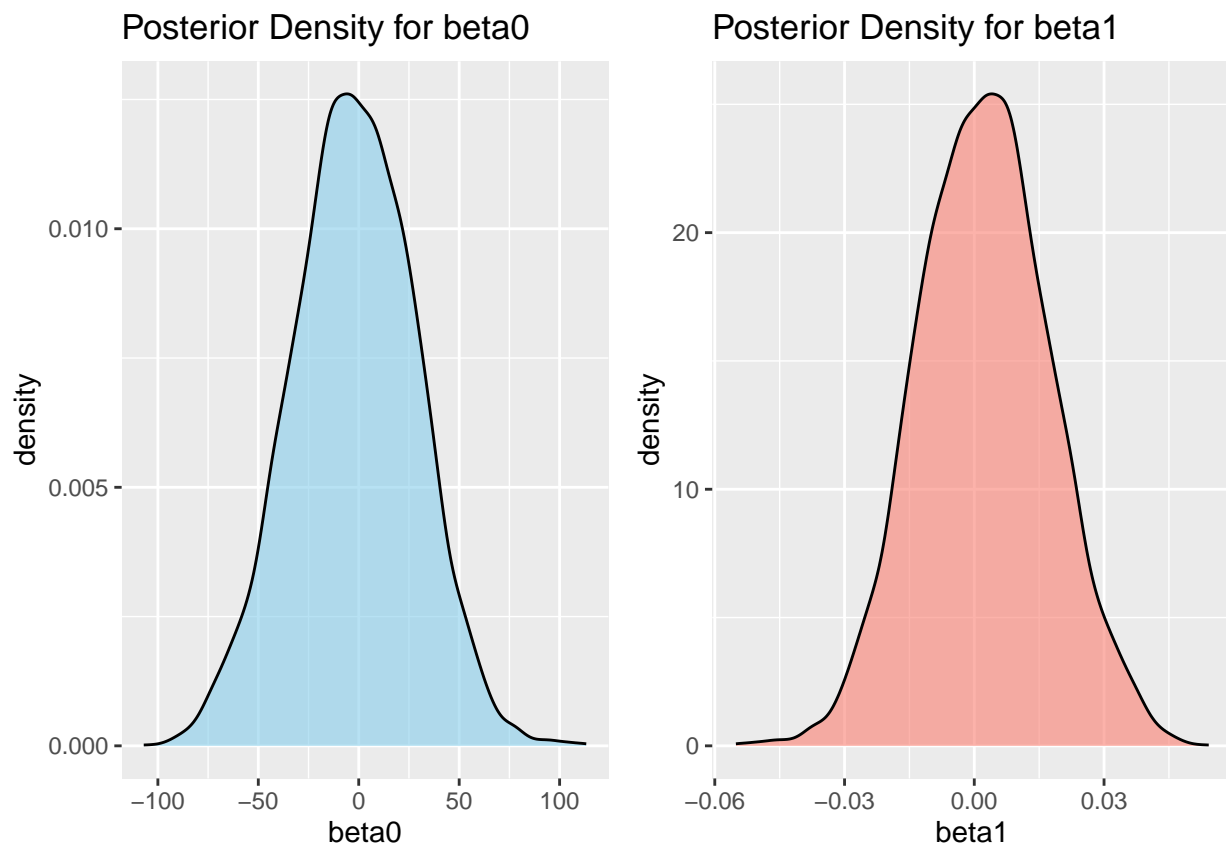 Posterior Density for beta0
density
0.010
0.005
0.000
−100
−50
0
50
100
beta0
Posterior Density for beta1
density
20
10
0
−0.06
−0.03
0.00
0.03
beta1